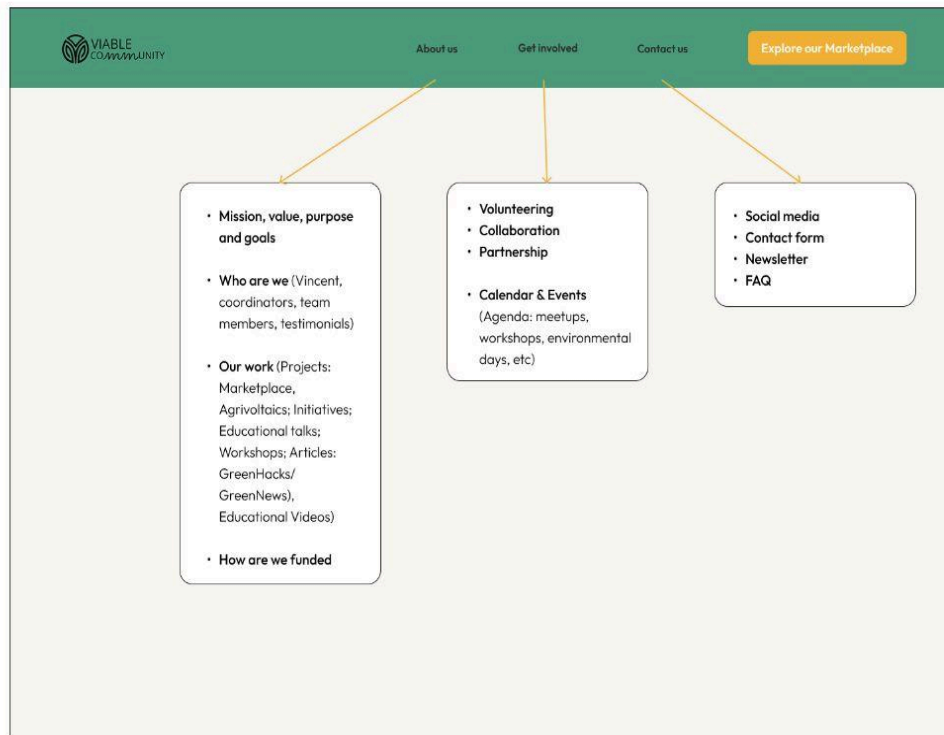 VIABLE
COMMUNITY
About us
Get involved
Contact us
Explore our Marketplace
• Mission, value, purpose
and goals
• Who are we (Vincent,
coordinators, team
members, testimonials)
• Our work (Projects:
Marketplace,
Agrivoltaics; Initiatives;
Educational talks;
Workshops; Articles:
GreenHacks/
GreenNews),
Educational Videos)
• How are we funded
• Volunteering
• Collaboration
• Partnership
• Calendar & Events
(Agenda: meetups,
workshops, environmental
days, etc)
• Social media
• Contact form
• Newsletter
• FAQ